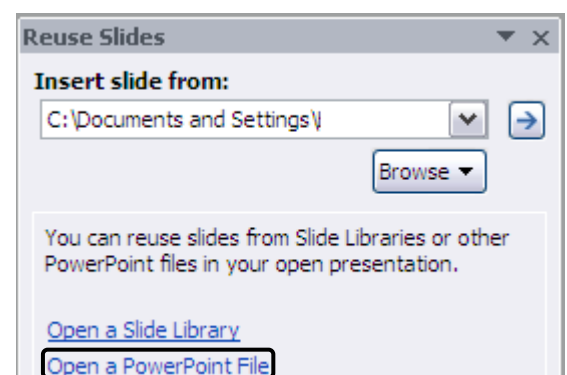 Reuse Slides
Insert slide from:
C:\Documents and Settings\
Browse
You can reuse slides from Slide Libraries or other
PowerPoint files in your open presentation.
Open a Slide Library
Open a PowerPoint File